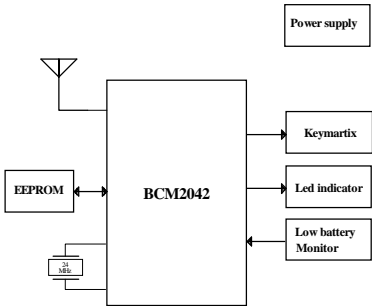 Power supply
Keymartix
EEPROM
BCM2042
Led indicator
Low battery
Monitor
24
MHz